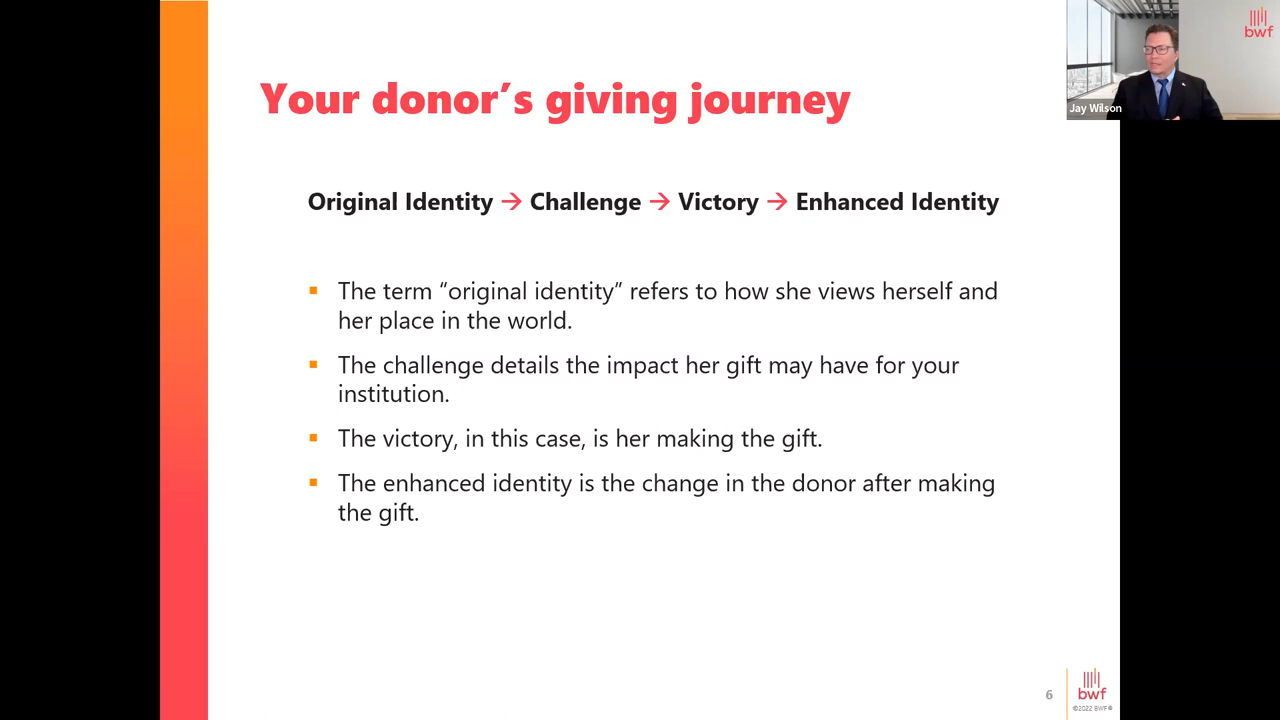 bwf
Jay Wilson
Your donor’s giving journey
Original Identity → Challenge → Victory → Enhanced Identity
▪ The term “original identity” refers to how she views herself and
her place in the world.
▪ The challenge details the impact her gift may have for your
institution.
▪ The victory, in this case, is her making the gift.
▪ The enhanced identity is the change in the donor after making
the gift.
6
bwf
©2022 BWF®